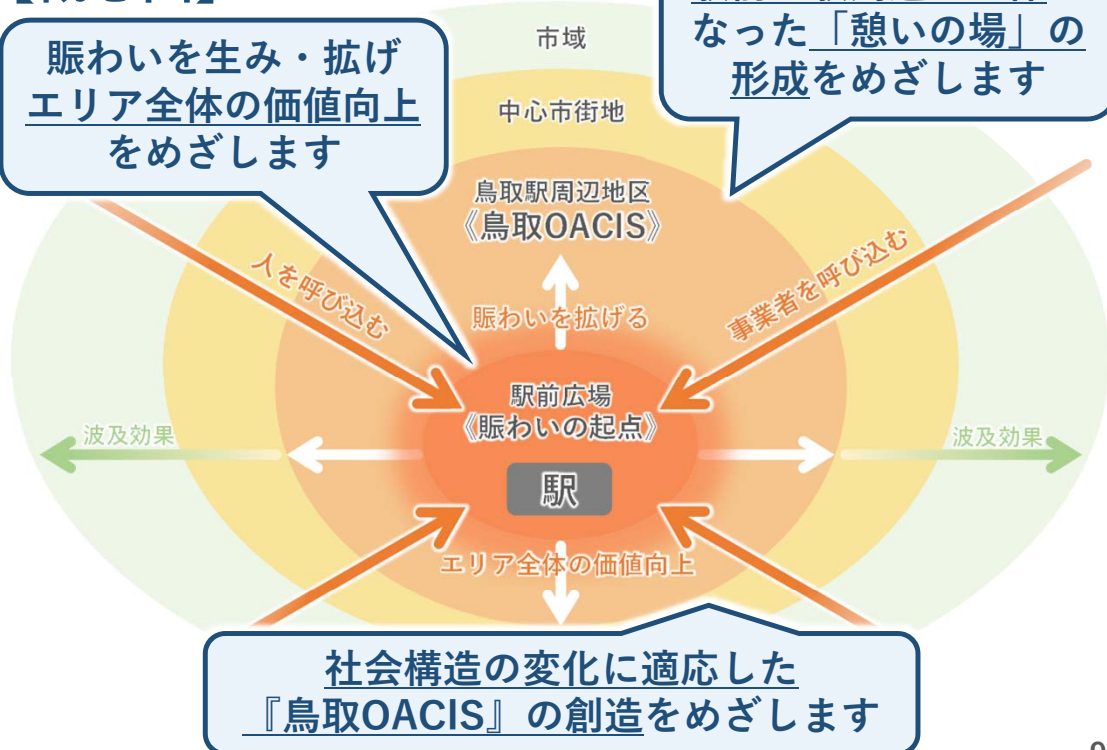 なった「憩いの場」の
形成をめざします
賑わいを生み・拡げ
エリア全体の価値向上
をめざします
市域
中心市街地
鳥取駅周辺地区
《鳥取OACIS》
人を呼び込む
事業者を呼び込む
賑わいを拡げる
駅前広場
《賑わいの起点》
波及効果
波及効果
駅
エリア全体の価値向上
社会構造の変化に適応した
『鳥取OACIS』の創造をめざします